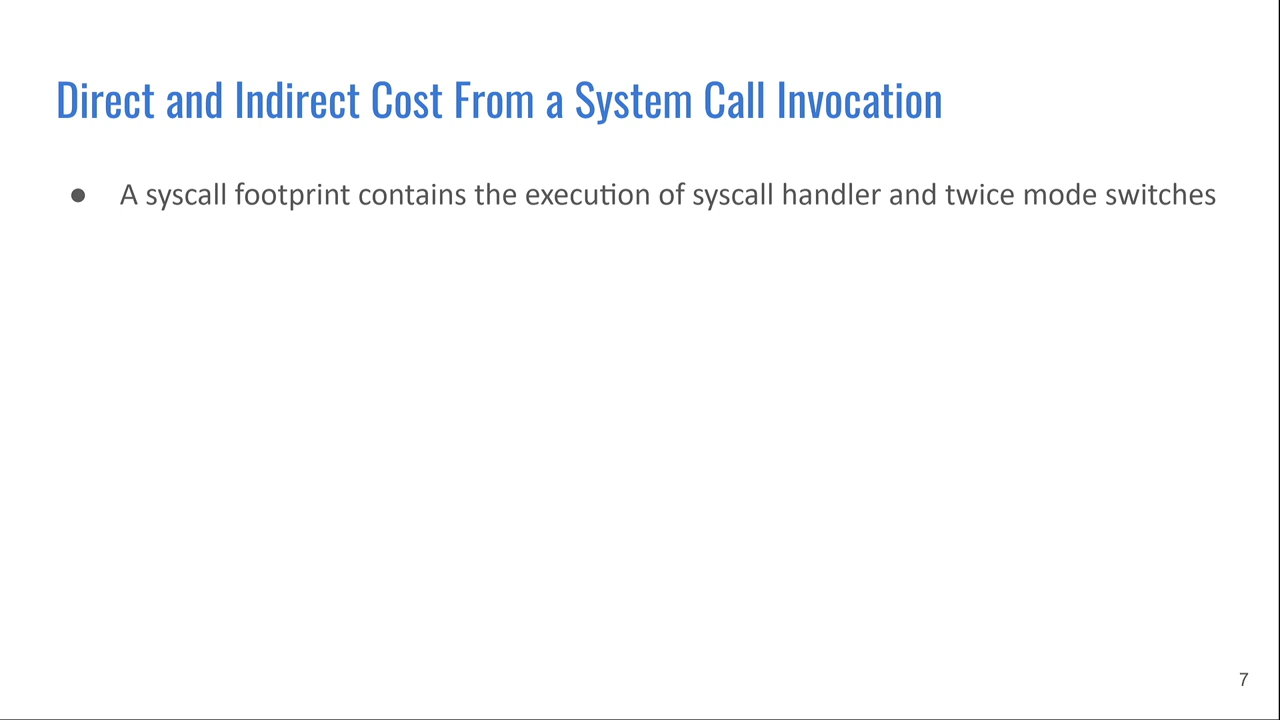 Direct and Indirect Cost From a System Call Invocation
● A syscall footprint contains the execution of syscall handler and twice mode switches
7